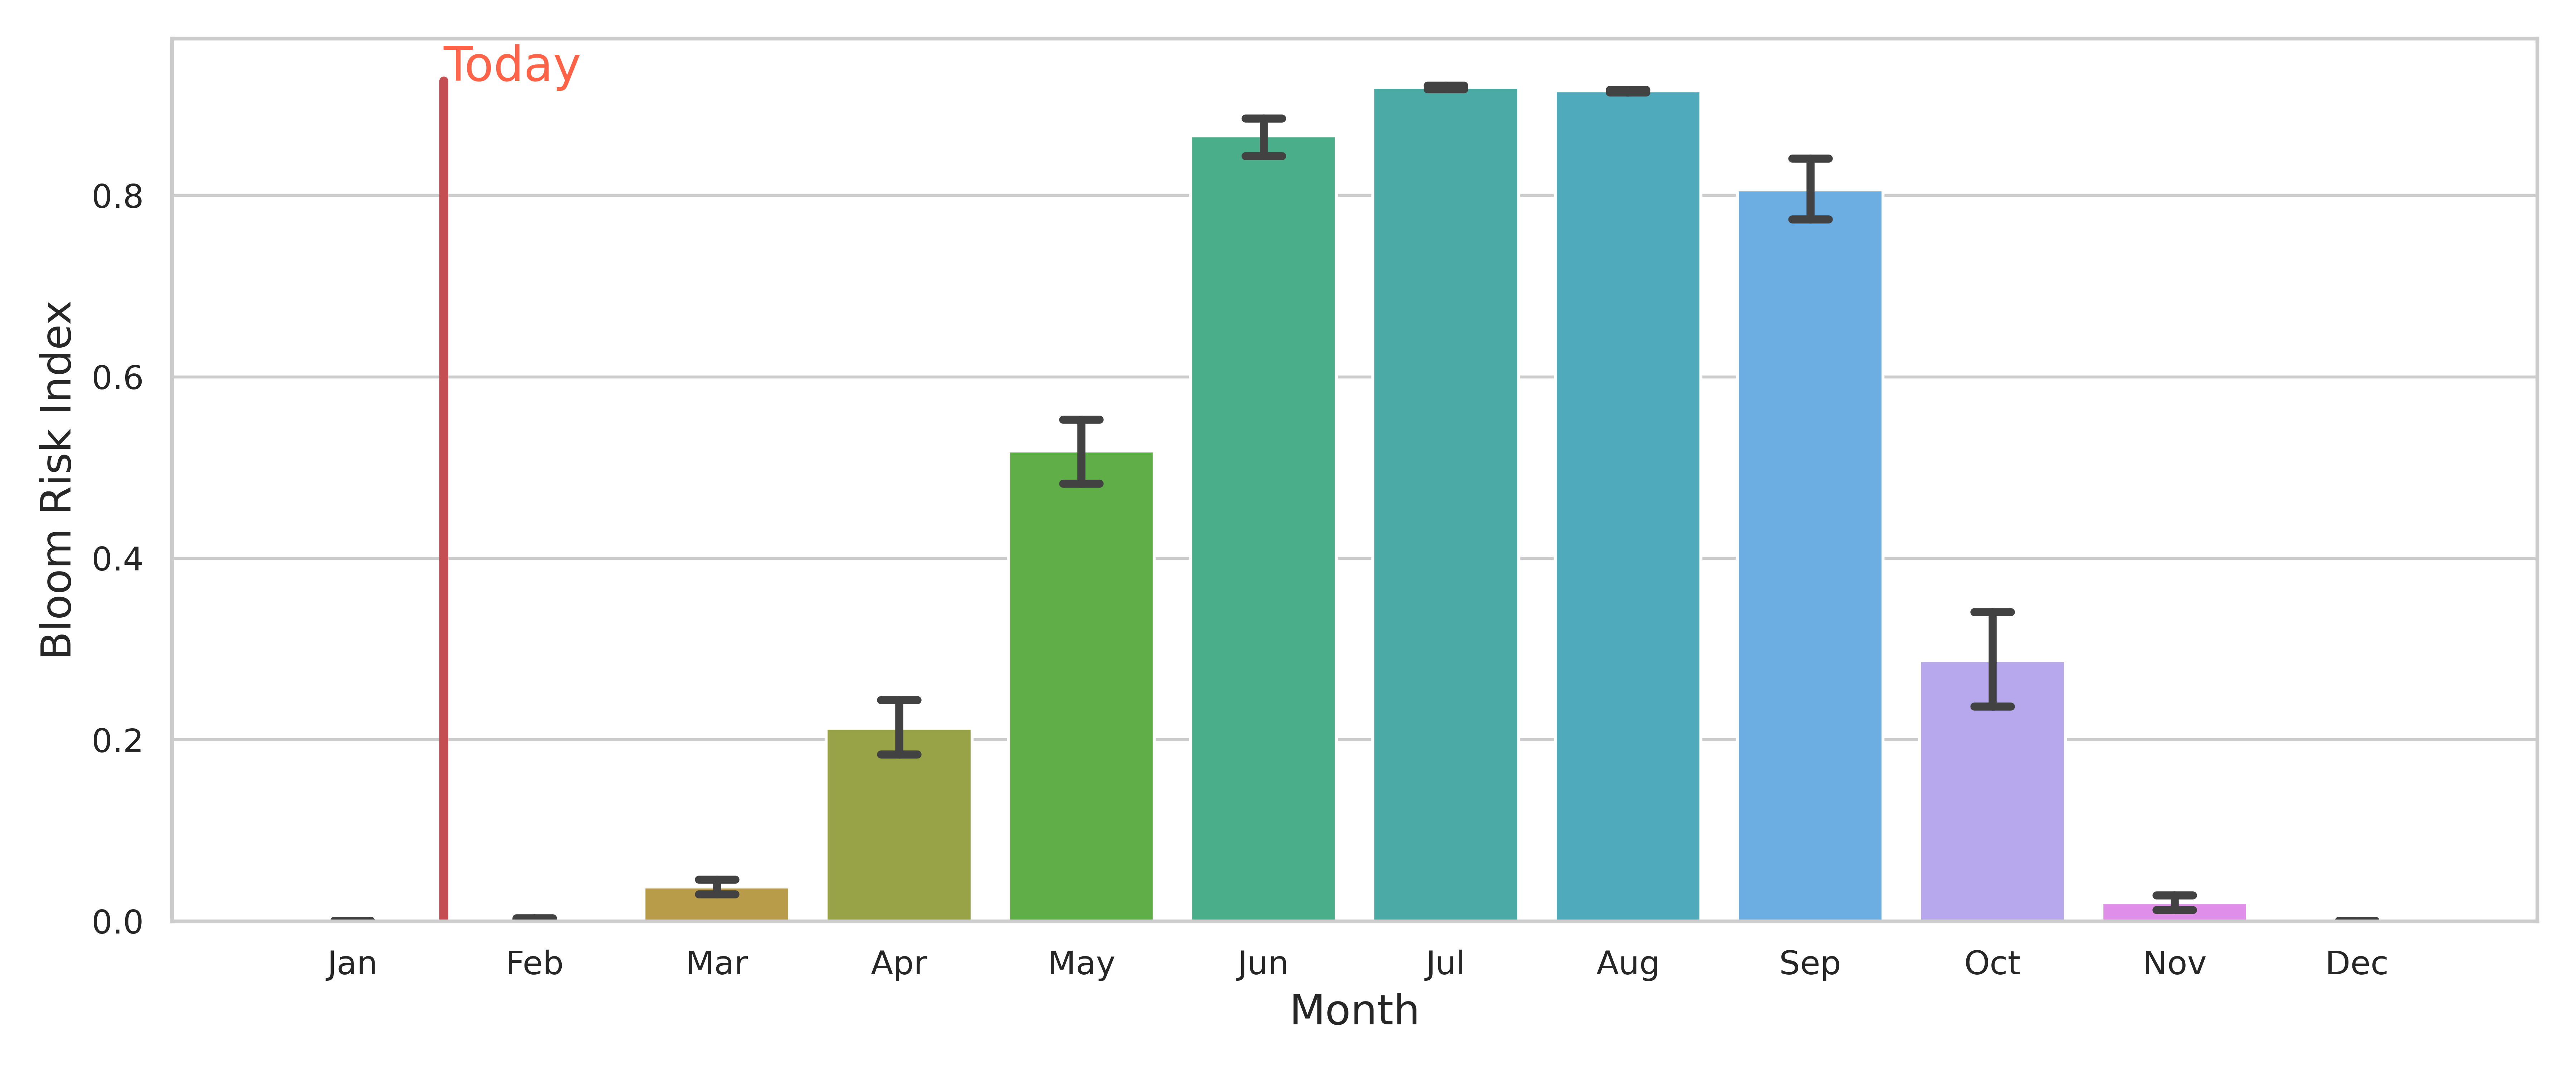 Today
Bloom Risk Index
0.8
0.6
0.4
0.2
0.0
Jan Feb Mar Apr May Jun Jul Aug Sep Oct Nov Dec
Month